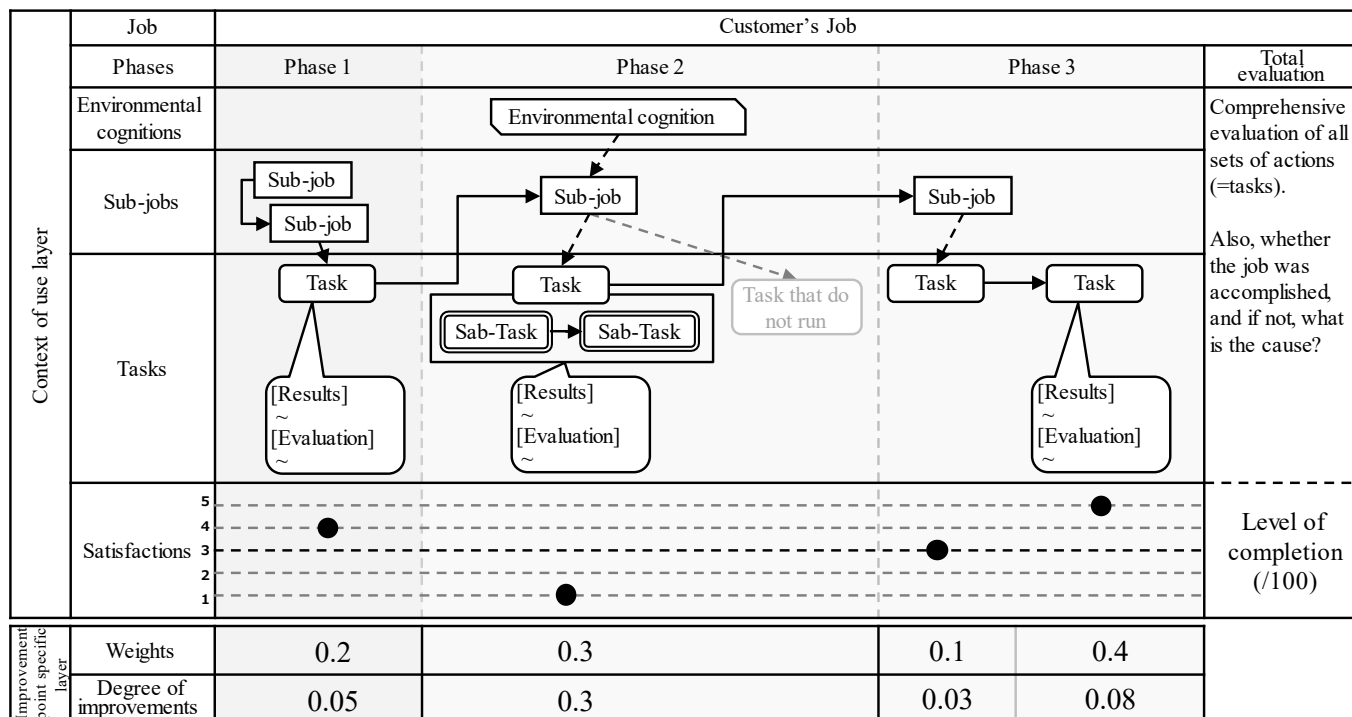 Job
Customer's Job
Phases
Phase 1
Phase 2
Phase 3
Total
evaluation
Context of use layer
Environmental
cognitions
Environmental cognition
Comprehensive
evaluation of all
sets of actions
(=tasks).
Also, whether
the job was
accomplished,
and if not, what
is the cause?
Sub-jobs
Sub-job
Sub-job
Sub-job
Sub-job
Tasks
Task
Task
Task that do
not run
Task
Task
Sab-Task
Sab-Task
[Results]
~
[Evaluation]
~
[Results]
~
[Evaluation]
~
[Results]
~
[Evaluation]
~
Satisfactions
5
4
3
2
1
Level of
completion
(/100)
Improvement
point specific
layer
Weights
0.2
0.3
0.1
0.4
Degree of
improvements
0.05
0.3
0.03
0.08